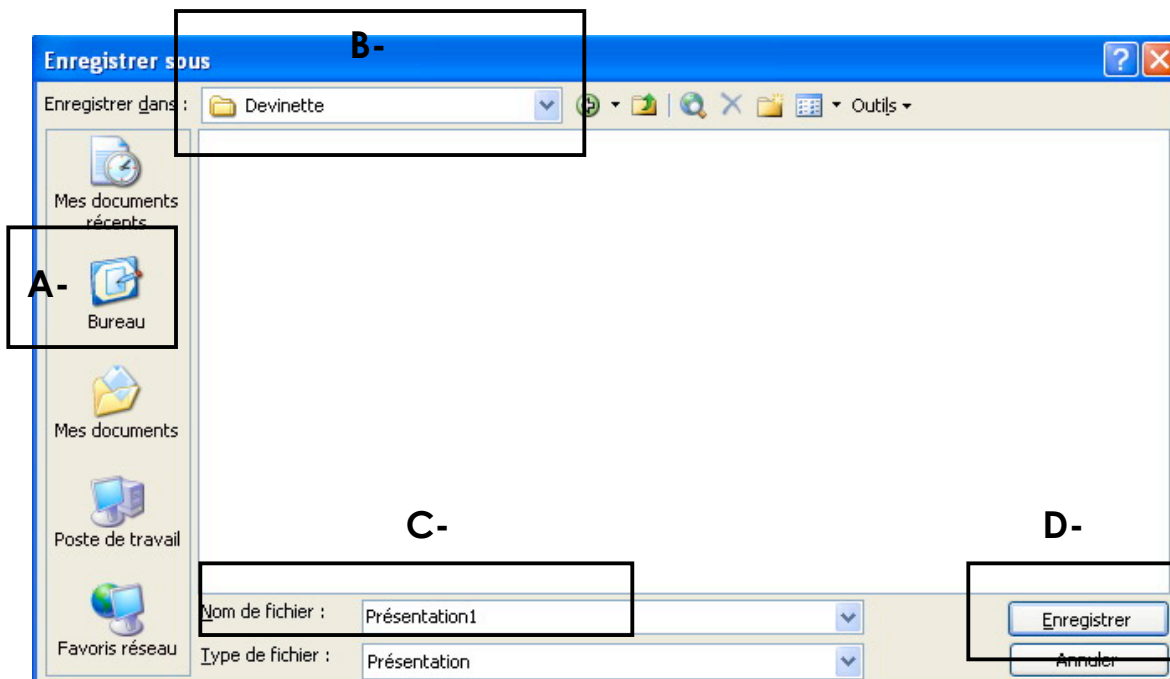 B-
Enregistrer sous
Enregistrer dans :
Devinette
Outils
Mes documents
récents
A-
Bureau
Mes documents
Poste de travail
Favoris réseau
C-
D-
Nom de fichier :
Présentation1
Enregistrer
Type de fichier :
Présentation
Annuler